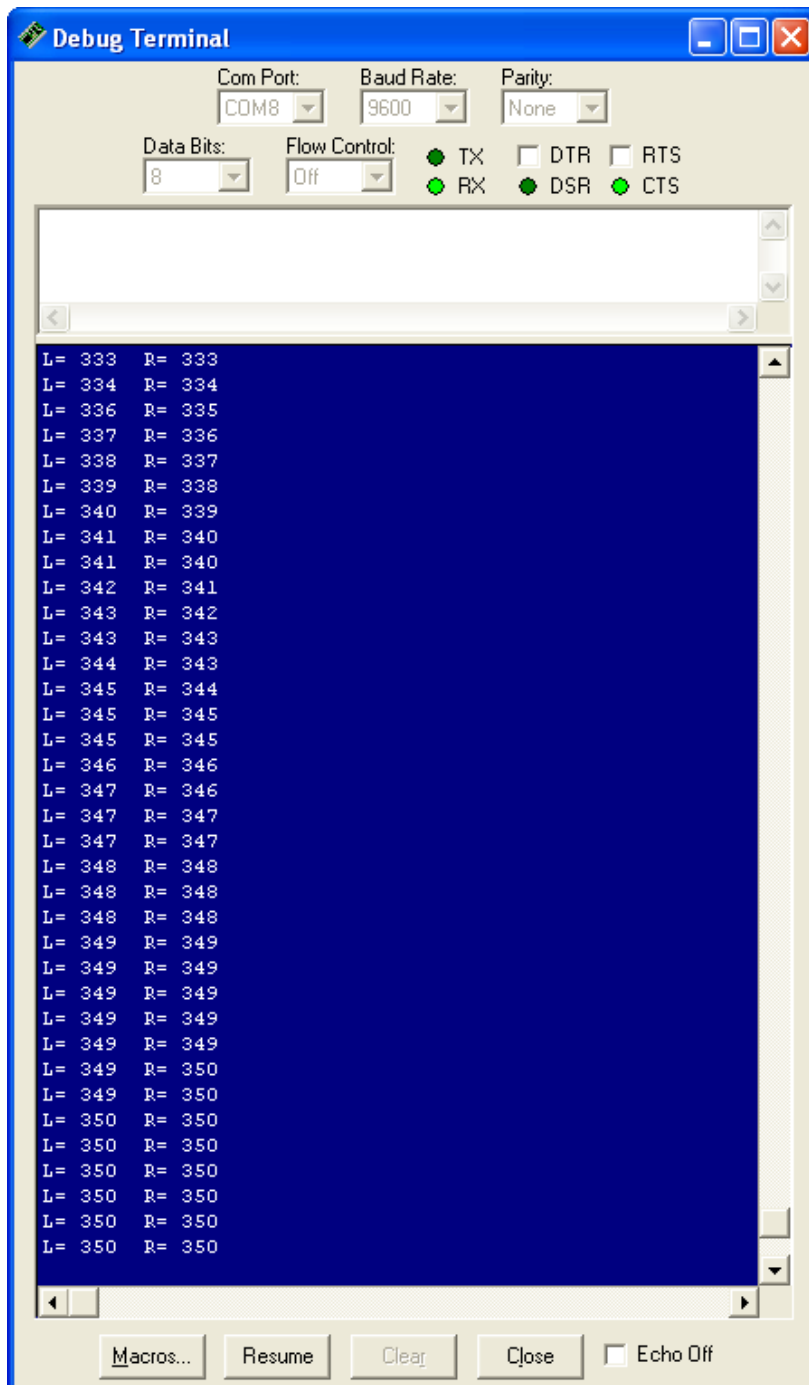 Debug Terminal
Com Port: Baud Rate: Parity:
COM8 9600 None
Data Bits: Flow Control: TX DTR RTS
8 Off RX DSR CTS
L= 333 R= 333
L= 334 R= 334
L= 336 R= 335
L= 337 R= 336
L= 338 R= 337
L= 339 R= 338
L= 340 R= 339
L= 341 R= 340
L= 341 R= 340
L= 342 R= 341
L= 343 R= 342
L= 343 R= 343
L= 344 R= 343
L= 345 R= 344
L= 345 R= 345
L= 345 R= 345
L= 346 R= 346
L= 347 R= 346
L= 347 R= 347
L= 347 R= 347
L= 348 R= 348
L= 348 R= 348
L= 348 R= 348
L= 349 R= 349
L= 349 R= 349
L= 349 R= 349
L= 349 R= 349
L= 349 R= 349
L= 349 R= 350
L= 349 R= 350
L= 350 R= 350
L= 350 R= 350
L= 350 R= 350
L= 350 R= 350
L= 350 R= 350
L= 350 R= 350
Macros... Resume Clear Close Echo Off